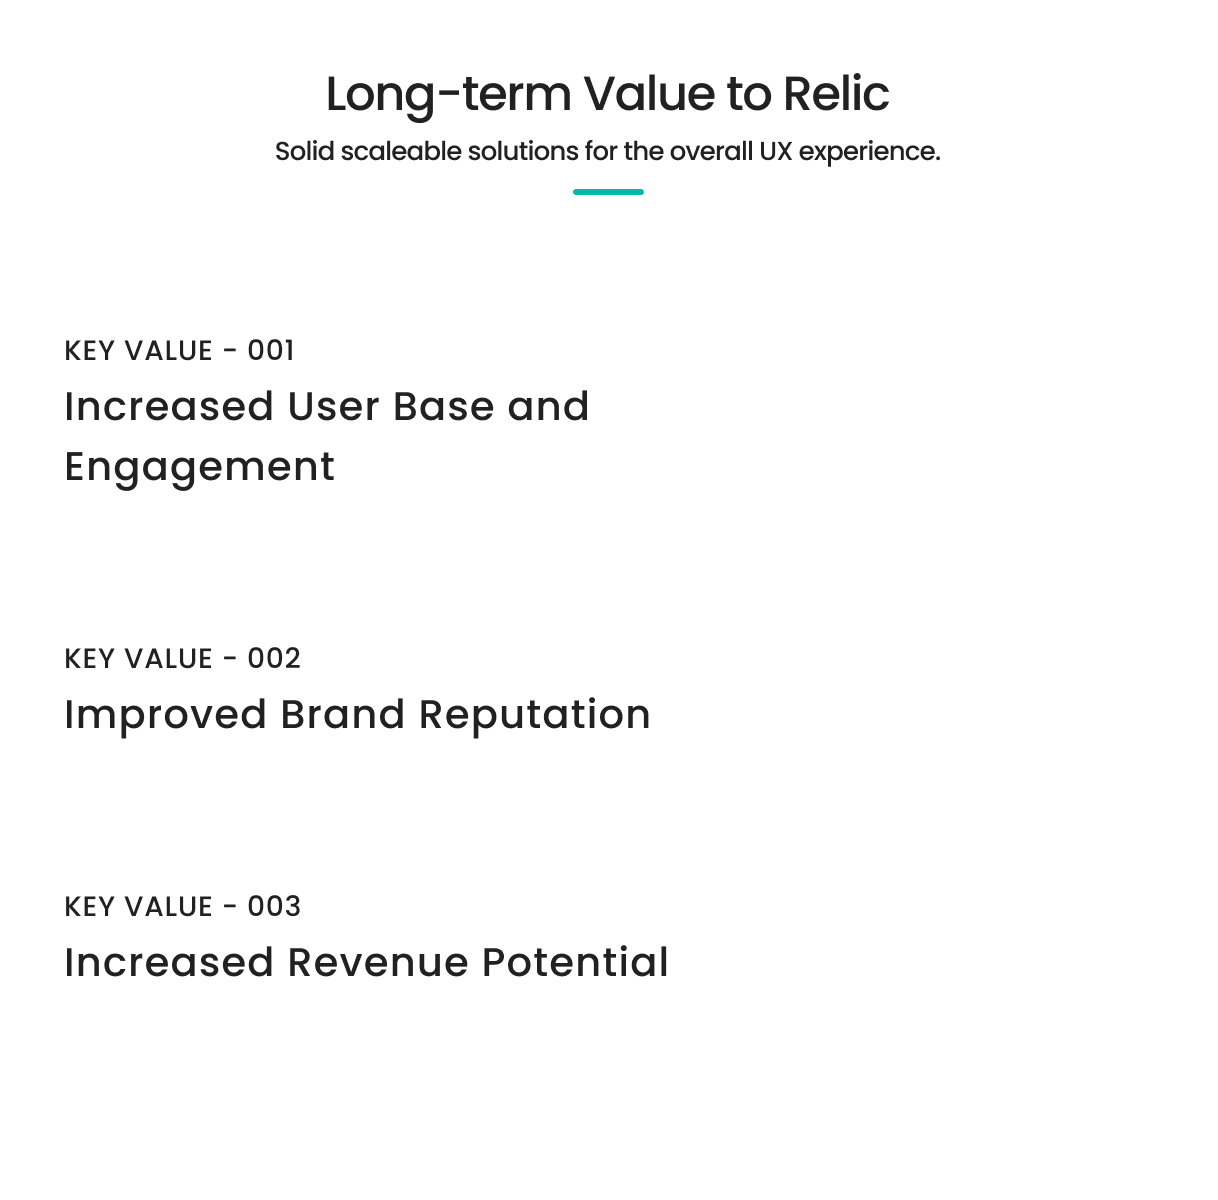 Long-term Value to Relic
Solid scaleable solutions for the overall UX experience.
KEY VALUE - 001
Increased User Base and
Engagement
KEY VALUE - 002
Improved Brand Reputation
KEY VALUE - 003
Increased Revenue Potential